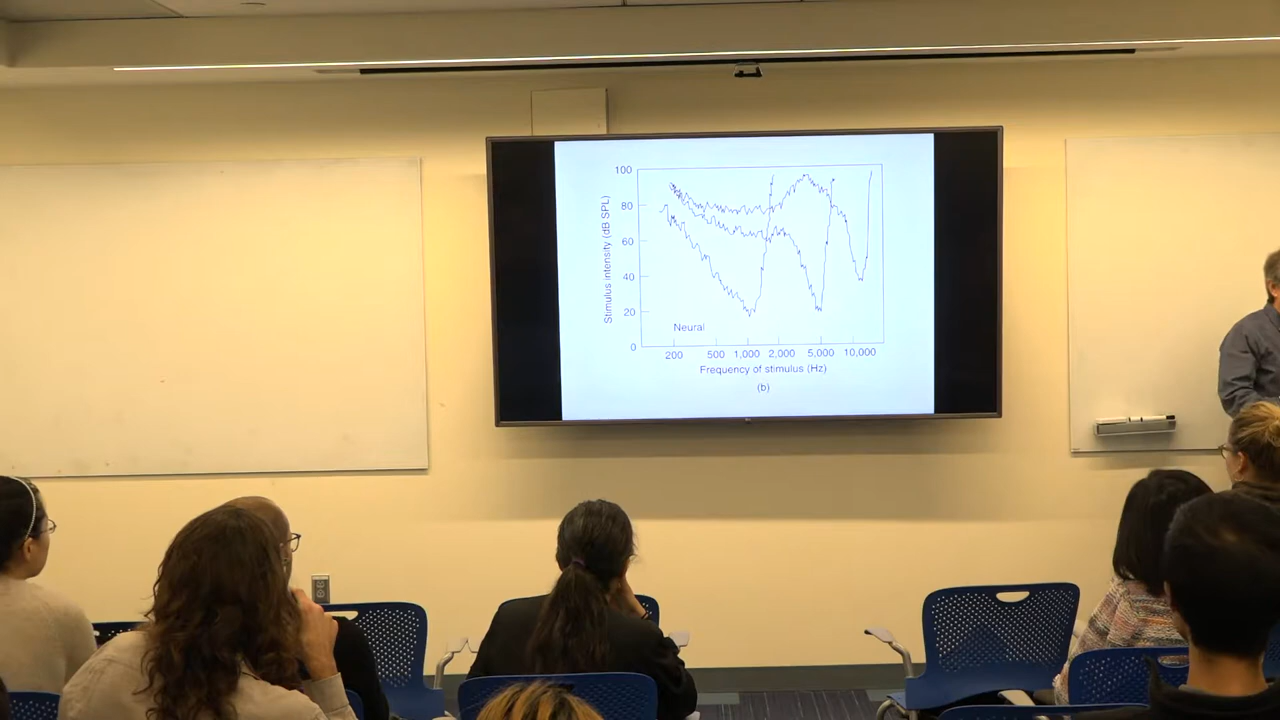 100
80
60
40
20
0
Stimulus intensity (dB SPL)
Neural
200 500 1,000 2,000 5,000 10,000
Frequency of stimulus (Hz)
(b)